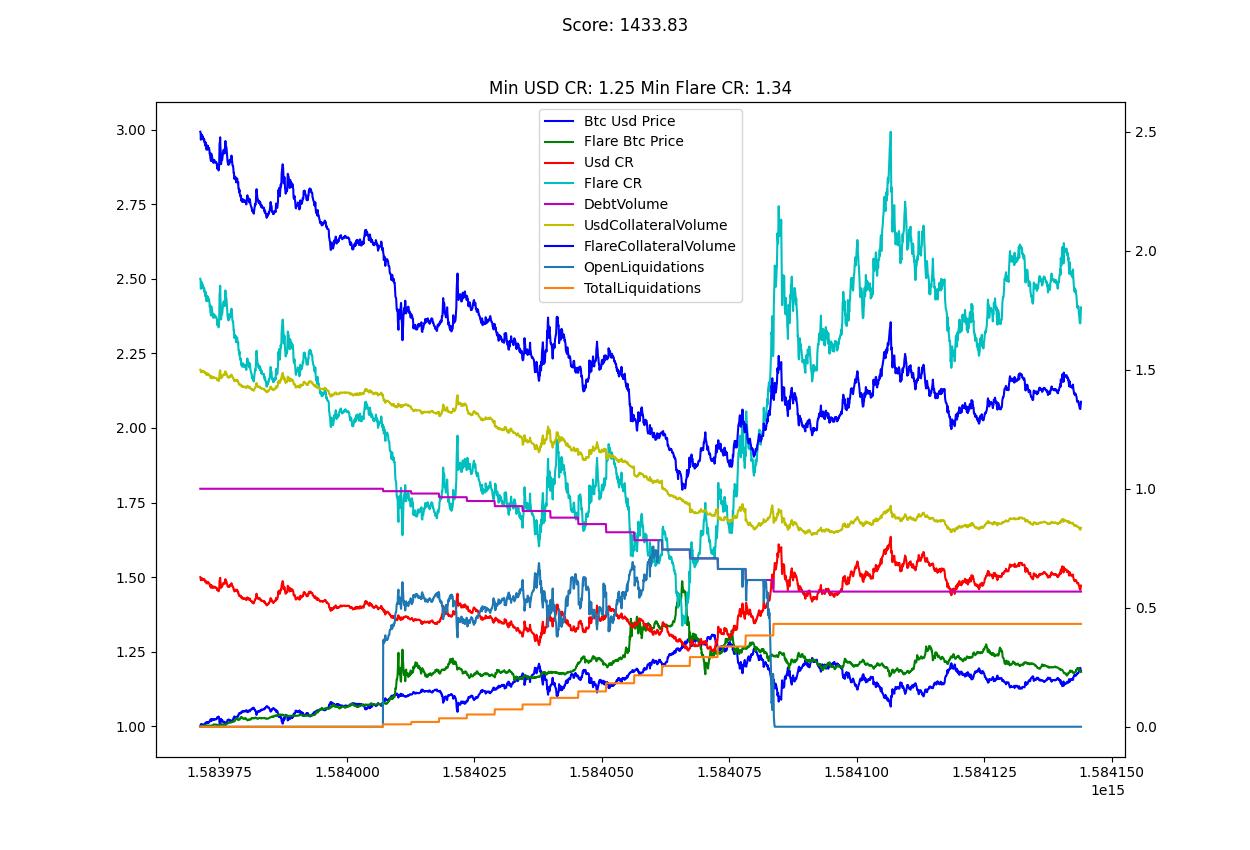 Score: 1433.83
Min USD CR: 1.25 Min Flare CR: 1.34
Btc Usd Price
Flare Btc Price
Usd CR
Flare CR
DebtVolume
UsdCollateralVolume
FlareCollateralVolume
OpenLiquidations
TotalLiquidations
3.00
2.75
2.50
2.25
2.00
1.75
1.50
1.25
1.00
2.5
2.0
1.5
1.0
0.5
0.0
1.583975 1.584000 1.584025 1.584050 1.584075 1.584100 1.584125 1.584150
1e15